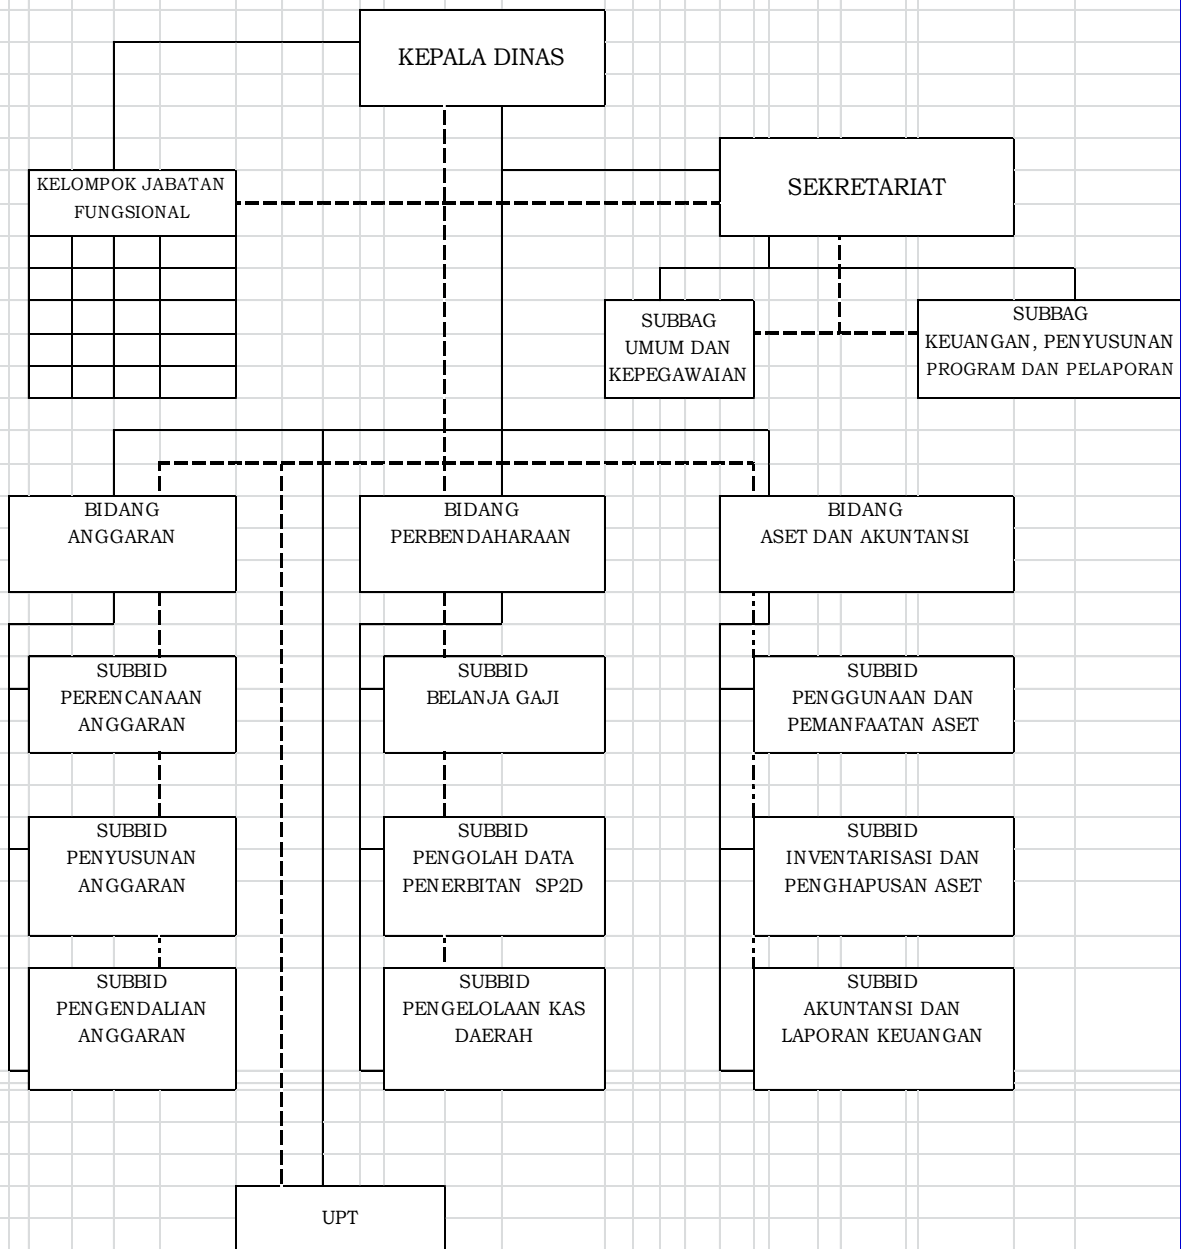 KEPALA DINAS
SEKRETARIAT
KELOMPOK JABATAN
FUNGSIONAL
SUBBAG
UMUM DAN
KEPEGAWAIAN
SUBBAG
KEUANGAN, PENYUSUNAN
PROGRAM DAN PELAPORAN
BIDANG
ANGGARAN
BIDANG
PERBENDAHARAAN
BIDANG
ASET DAN AKUNTANSI
SUBBID
PERENCANAAN
ANGGARAN
SUBBID
BELANJA GAJI
SUBBID
PENGGUNAAN DAN
PEMANFAATAN ASET
SUBBID
PENYUSUNAN
ANGGARAN
SUBBID
PENGOLAH DATA
PENERBITAN SP2D
SUBBID
INVENTARISASI DAN
PENGHAPUSAN ASET
SUBBID
PENGENDALIAN
ANGGARAN
SUBBID
PENGELOLAAN KAS
DAERAH
SUBBID
AKUNTANSI DAN
LAPORAN KEUANGAN
UPT